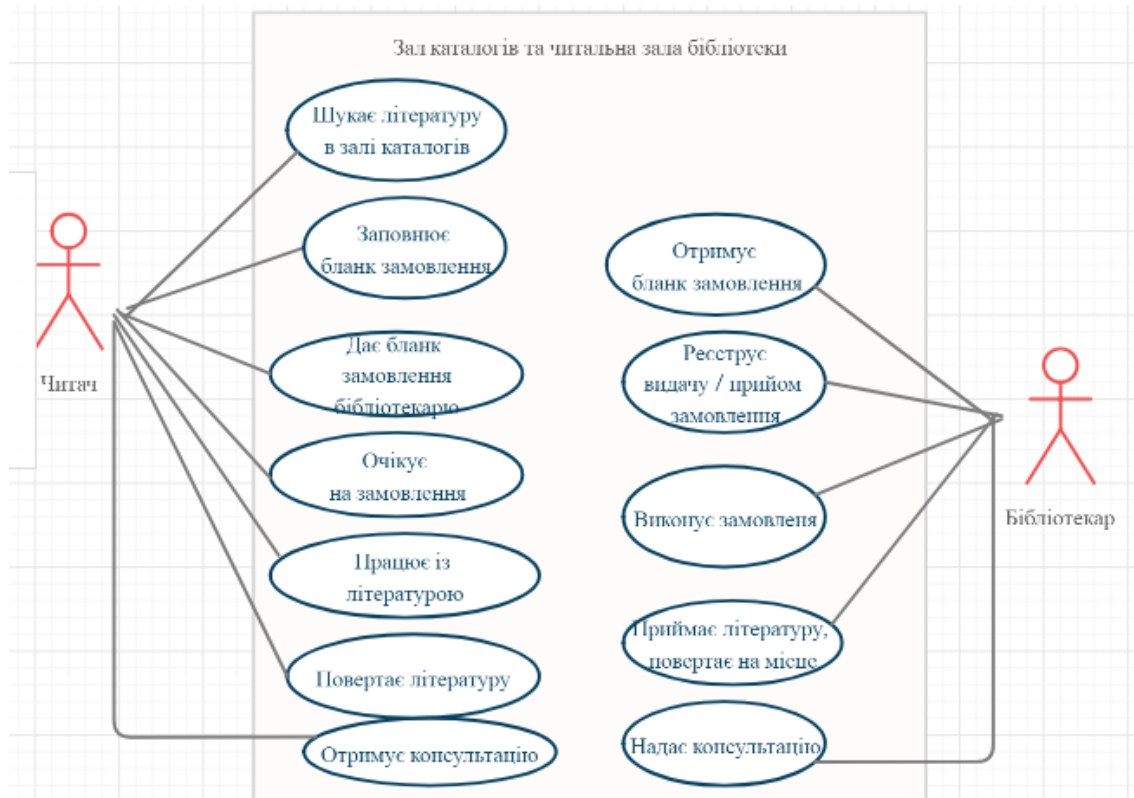 Зал каталогів та читальна зала бібліотеки
Шукає літературу
в залі каталогів
Заповнює
бланк замовлення
Дає бланк
замовлення
бібліотекарю
Очікує
на замовлення
Працює із
літературою
Повертає літературу
Отримує консультацію
Читач
Отримує
бланк замовлення
Реєструє
видачу / прийом
замовлення
Виконує замовленя
Приймає літературу,
повертає на місце
Надає консультацію
Бібліотекар